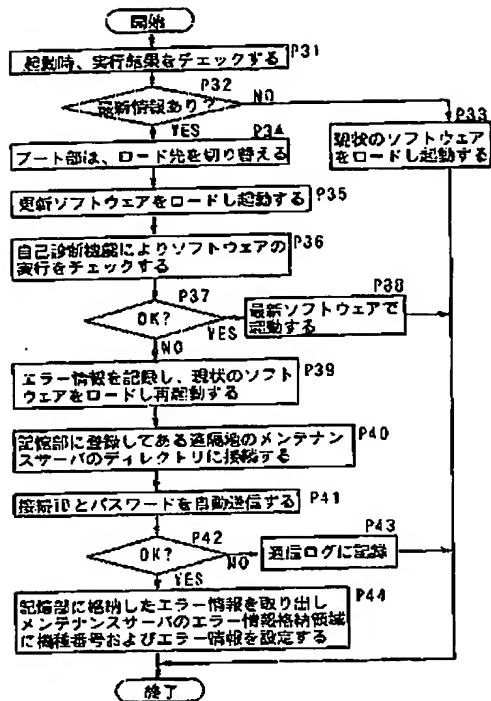 開始
起動時、実行結果をチェックする
P31
P32
最新情報あり?
NO
YES
P33
現状のソフトウェア
をロードし起動する
P34
ブート部は、ロード先を切り替える
更新ソフトウェアをロードし起動する
P35
自己診断機能によりソフトウェアの
実行をチェックする
P36
P37
OK?
YES
NO
P38
最新ソフトウェアで
起動する
エラー情報を記録し、現状のソフト
ウェアをロードし再起動する
P39
記憶部に登録してある遠隔地のメンテナン
スサーバのディレクトリに接続する
P40
接続IDとパスワードを自動送信する
P41
P42
OK?
NO
YES
P43
通信ログに記録
P44
記憶部に格納したエラー情報を取り出し
メンテナンスサーバのエラー情報格納領域
に機種番号およびエラー情報を設定する
終了